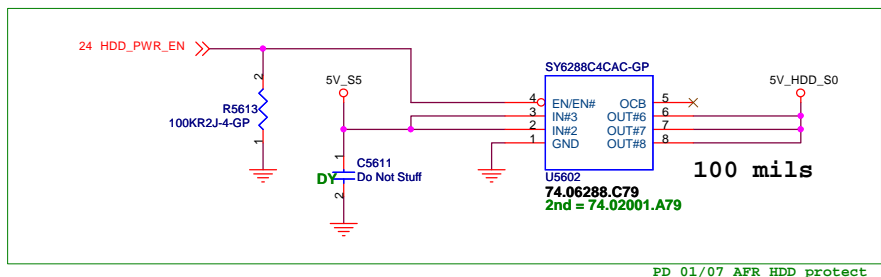 24 HDD_PWR_EN
SY6288C4CAC-GP
5V_S5
5V_HDD_S0
2
R5613
100KR2J-4-GP
1
4 EN/EN# OCB 5
3 IN#3 OUT#6 6
2 IN#2 OUT#7 7
1 GND OUT#8 8
1
C5611
DY Do Not Stuff
2
U5602
100 mils
74.06288.C79
2nd = 74.02001.A79
PD 01/07 AFR HDD protect